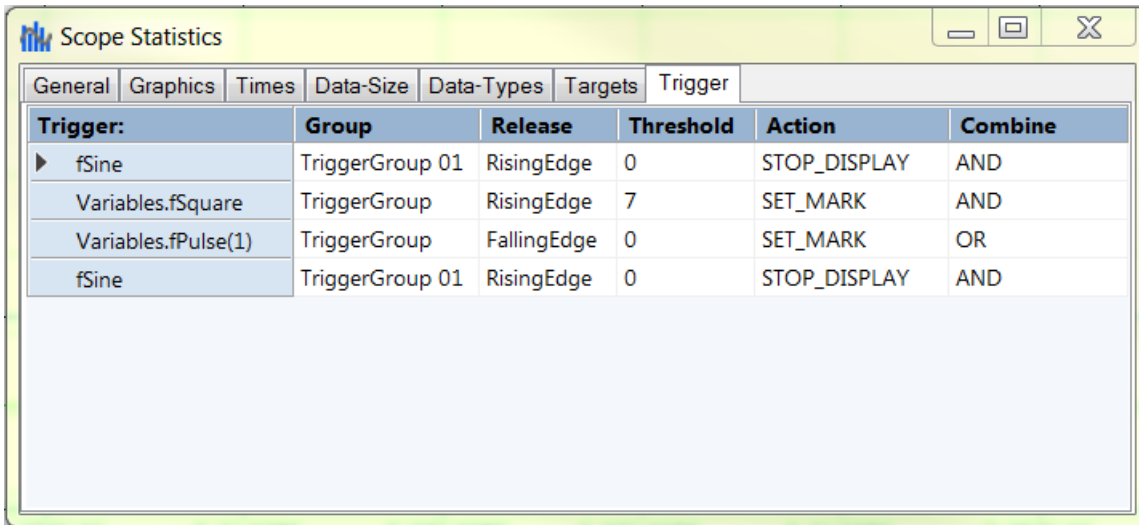 Scope Statistics
General Graphics Times Data-Size Data-Types Targets Trigger
Trigger: Group Release Threshold Action Combine
fSine TriggerGroup 01 RisingEdge 0 STOP_DISPLAY AND
Variables.fSquare TriggerGroup RisingEdge 7 SET_MARK AND
Variables.fPulse(1) TriggerGroup FallingEdge 0 SET_MARK OR
fSine TriggerGroup 01 RisingEdge 0 STOP_DISPLAY AND